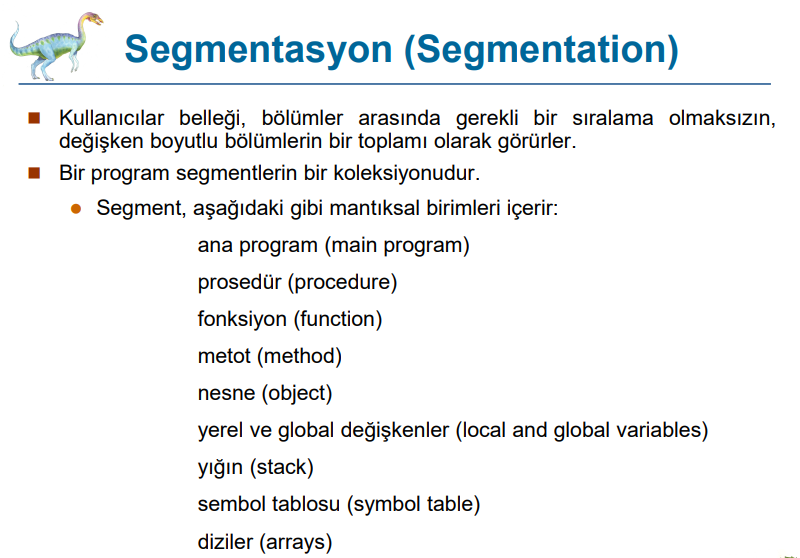 Segmentasyon (Segmentation)
Kullanıcılar belleği, bölümler arasında gerekli bir sıralama olmaksızın,
değişken boyutlu bölümlerin bir toplamı olarak görürler.
Bir program segmentlerin bir koleksiyonudur.
Segment, aşağıdaki gibi mantıksal birimleri içerir:
ana program (main program)
prosedür (procedure)
fonksiyon (function)
metot (method)
nesne (object)
yerel ve global değişkenler (local and global variables)
yığın (stack)
sembol tablosu (symbol table)
diziler (arrays)